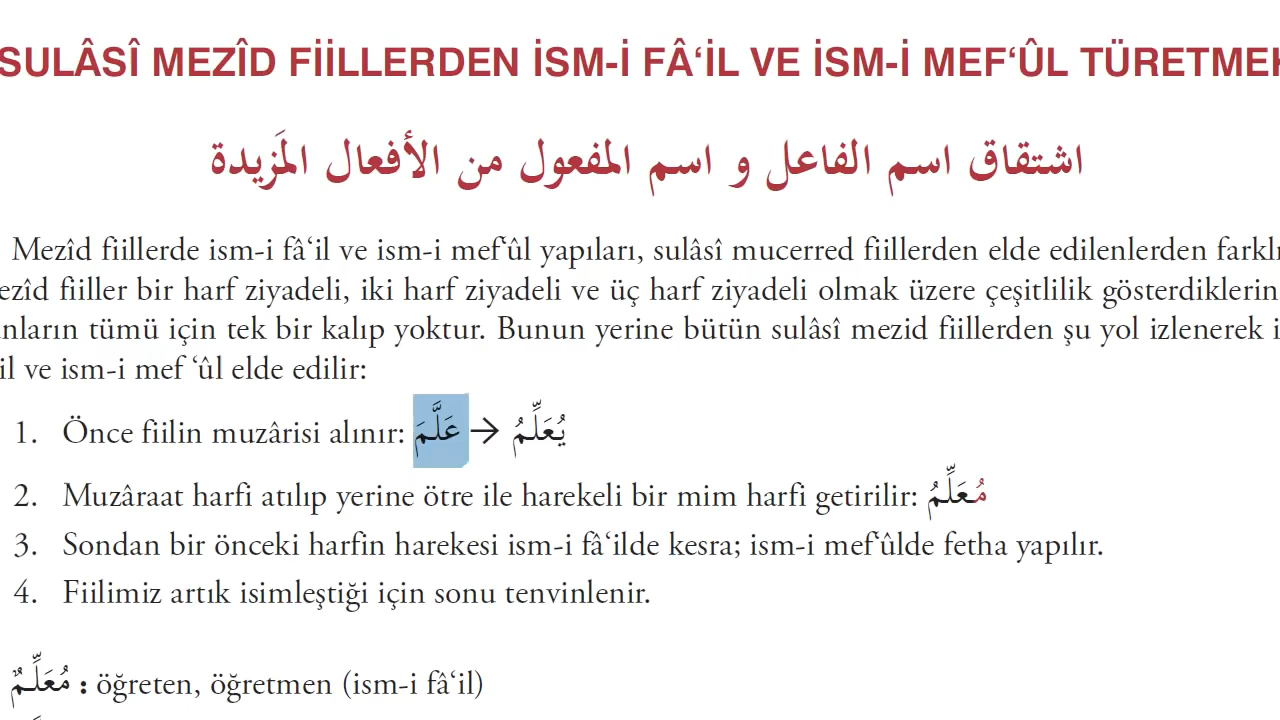 SULÂSÎ MEZÎD FİİLLERDEN İSM-İ FÂ‘İL VE İSM-İ MEF‘ÛL TÜRETMEK
اشتقاق اسم الفاعل و اسم المفعول من الأفعال المَزيدة
Mezîd fiillerde ism-i fâ‘il ve ism-i mef‘ûl yapıları, sulâsî mucerred fiillerden elde edilenlerden farklı
ezîd fiiller bir harf ziyadeli, iki harf ziyadeli ve üç harf ziyadeli olmak üzere çeşitlilik gösterdiklerin
nların tümü için tek bir kalıp yoktur. Bunun yerine bütün sulâsî mezid fiillerden şu yol izlenerek i
il ve ism-i mef ‘ûl elde edilir:
1. Önce fiilin muzârisi alınır: عَلَّمَ → يُعَلِّمُ
2. Muzâraat harfi atılıp yerine ötre ile harekeli bir mim harfi getirilir: مُعَلِّمُ
3. Sondan bir önceki harfin harekesi ism-i fâ‘ilde kesra; ism-i mef‘ûlde fetha yapılır.
4. Fiilimiz artık isimleştiği için sonu tenvinlenir.
مُعَلِّمٌ : öğreten, öğretmen (ism-i fâ‘il)